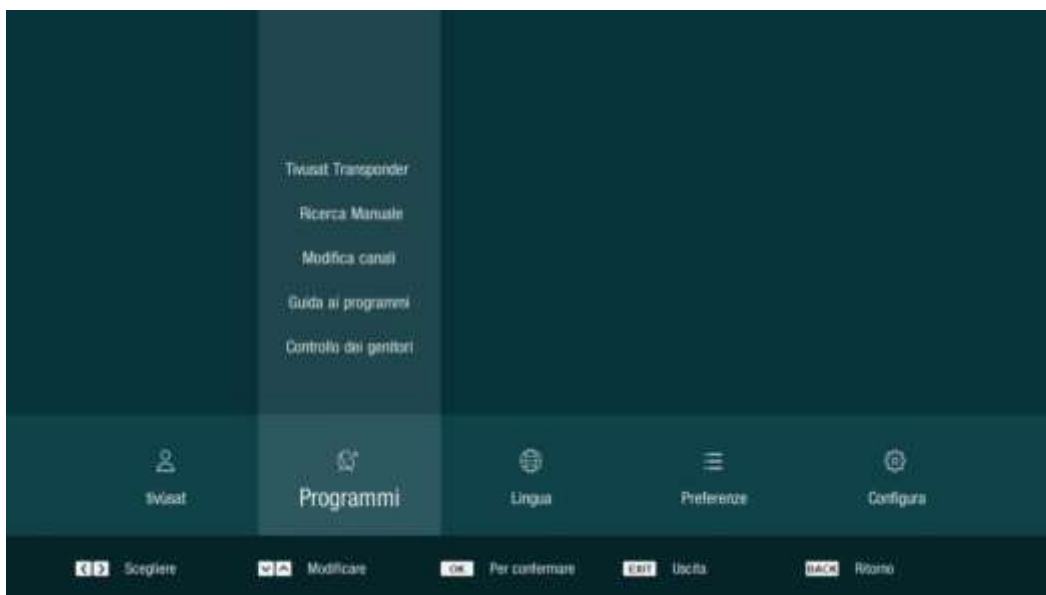 Tivusat Transponder
Ricerca Manuale
Modifica canali
Guida ai programmi
Controllo dei genitori
tivùsat
Programmi
Lingua
Preferenze
Configura
Scegliere
Modificare
OK Per confermare
EXIT Uscita
BACK Ritorno